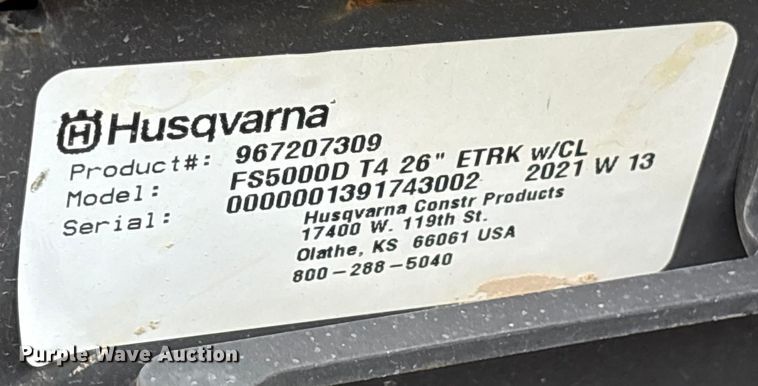 Husqvarna
Product#: 967207309
Model: FS5000D T4 26" ETRK w/CL
Serial: 0000001391743002 2021 W 13
Husqvarna Constr Products
17400 W. 119th St.
Olathe, KS 66061 USA
800-288-5040
Purple Wave Auction